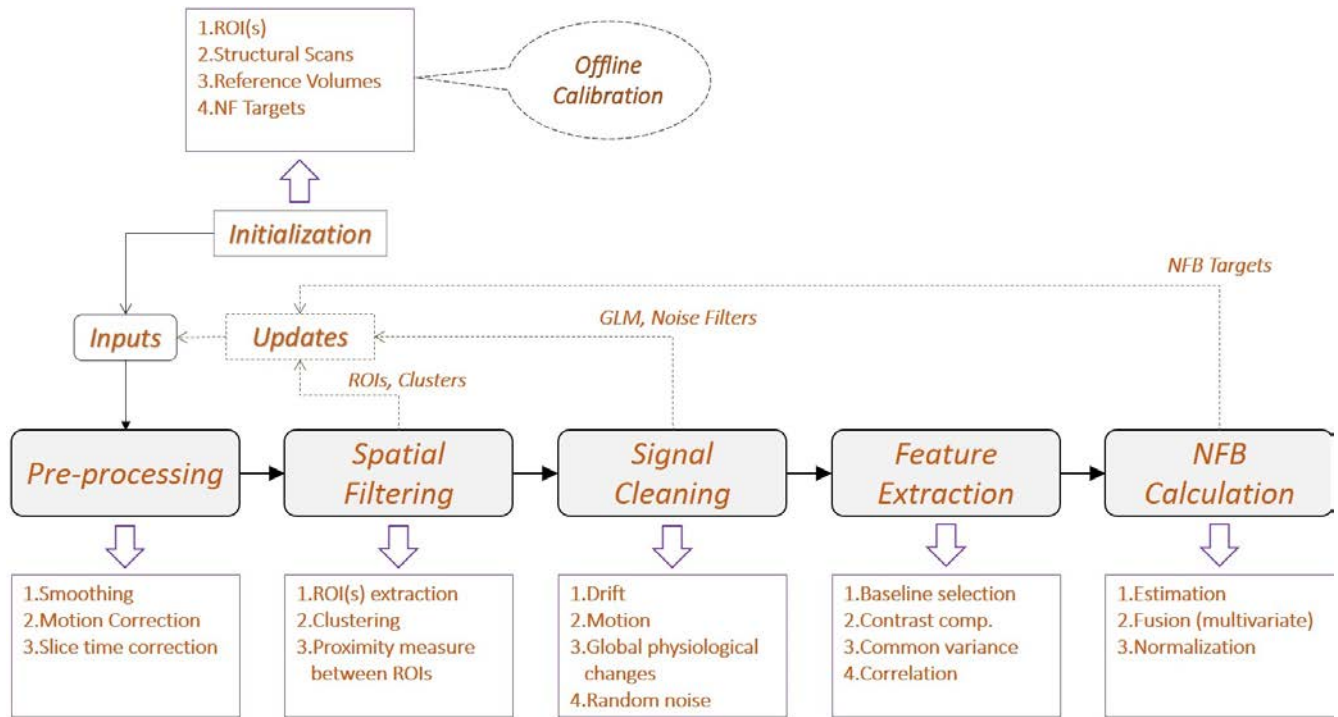 1.ROI(s)
2.Structural Scans
3.Reference Volumes
4.NF Targets
Offline
Calibration
Initialization
NFB Targets
GLM, Noise Filters
Inputs
Updates
ROIs, Clusters
Pre-processing
Spatial
Filtering
Signal
Cleaning
Feature
Extraction
NFB
Calculation
1.Smoothing
2.Motion Correction
3.Slice time correction
1.ROI(s) extraction
2.Clustering
3.Proximity measure
between ROIs
1.Drift
2.Motion
3.Global physiological
changes
4.Random noise
1.Baseline selection
2.Contrast comp.
3.Common variance
4.Correlation
1.Estimation
2.Fusion (multivariate)
3.Normalization